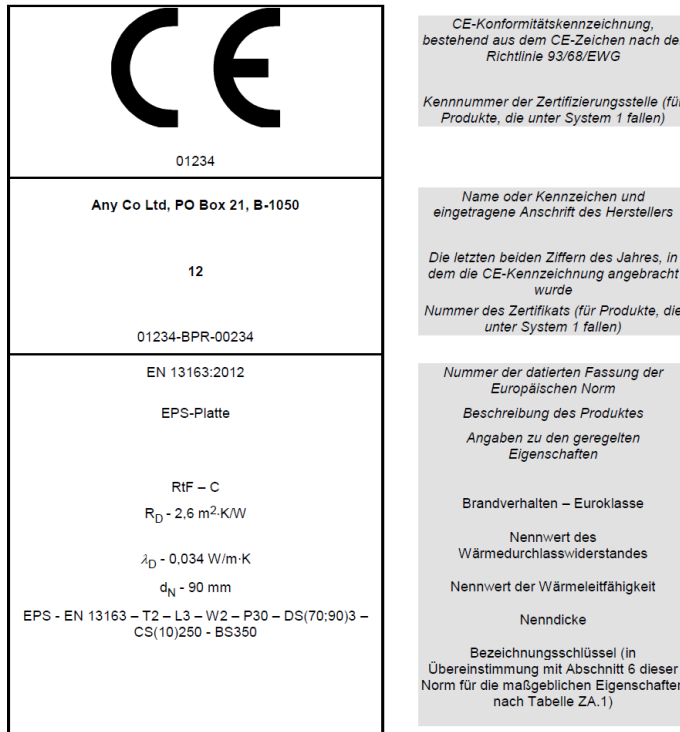 CE
01234
Any Co Ltd, PO Box 21, B-1050
12
01234-BPR-00234
EN 13163:2012
EPS-Platte
RtF – C
R_D - 2,6 m²·K/W
λ_D - 0,034 W/m·K
d_N - 90 mm
EPS - EN 13163 – T2 – L3 – W2 – P30 – DS(70;90)3 –
CS(10)250 - BS350
CE-Konformitätskennzeichnung,
bestehend aus dem CE-Zeichen nach de
Richtlinie 93/68/EWG
Kennnummer der Zertifizierungsstelle (für
Produkte, die unter System 1 fallen)
Name oder Kennzeichen und
eingetragene Anschrift des Herstellers
Die letzten beiden Ziffern des Jahres, in
dem die CE-Kennzeichnung angebracht
wurde
Nummer des Zertifikats (für Produkte, die
unter System 1 fallen)
Nummer der datierten Fassung der
Europäischen Norm
Beschreibung des Produktes
Angaben zu den geregelten
Eigenschaften
Brandverhalten – Euroklasse
Nennwert des
Wärmedurchlasswiderstandes
Nennwert der Wärmeleitfähigkeit
Nenndicke
Bezeichnungsschlüssel (in
Übereinstimmung mit Abschnitt 6 dieser
Norm für die maßgeblichen Eigenschaften
nach Tabelle ZA.1)